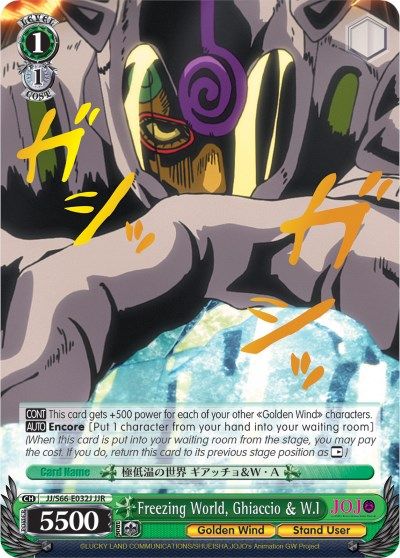 LEVEL
1
1
COST
ガシッ
ガシッ
CONT This card gets +500 power for each of your other «Golden Wind» characters.
AUTO Encore [Put 1 character from your hand into your waiting room]
(When this card is put into your waiting room from the stage, you may pay
the cost. If you do, return this card to its previous stage position as )
Card Name 極低温の世界 ギアッチョ&W・A
CH JJ/S66-E032J JJR
Freezing World, Ghiaccio & W.A JOJO
POWER 5500 SOUL
Golden Wind Stand User
©LUCKY LAND COMMUNICATIONS/SHUEISHA,JOJO's Animation GW Project